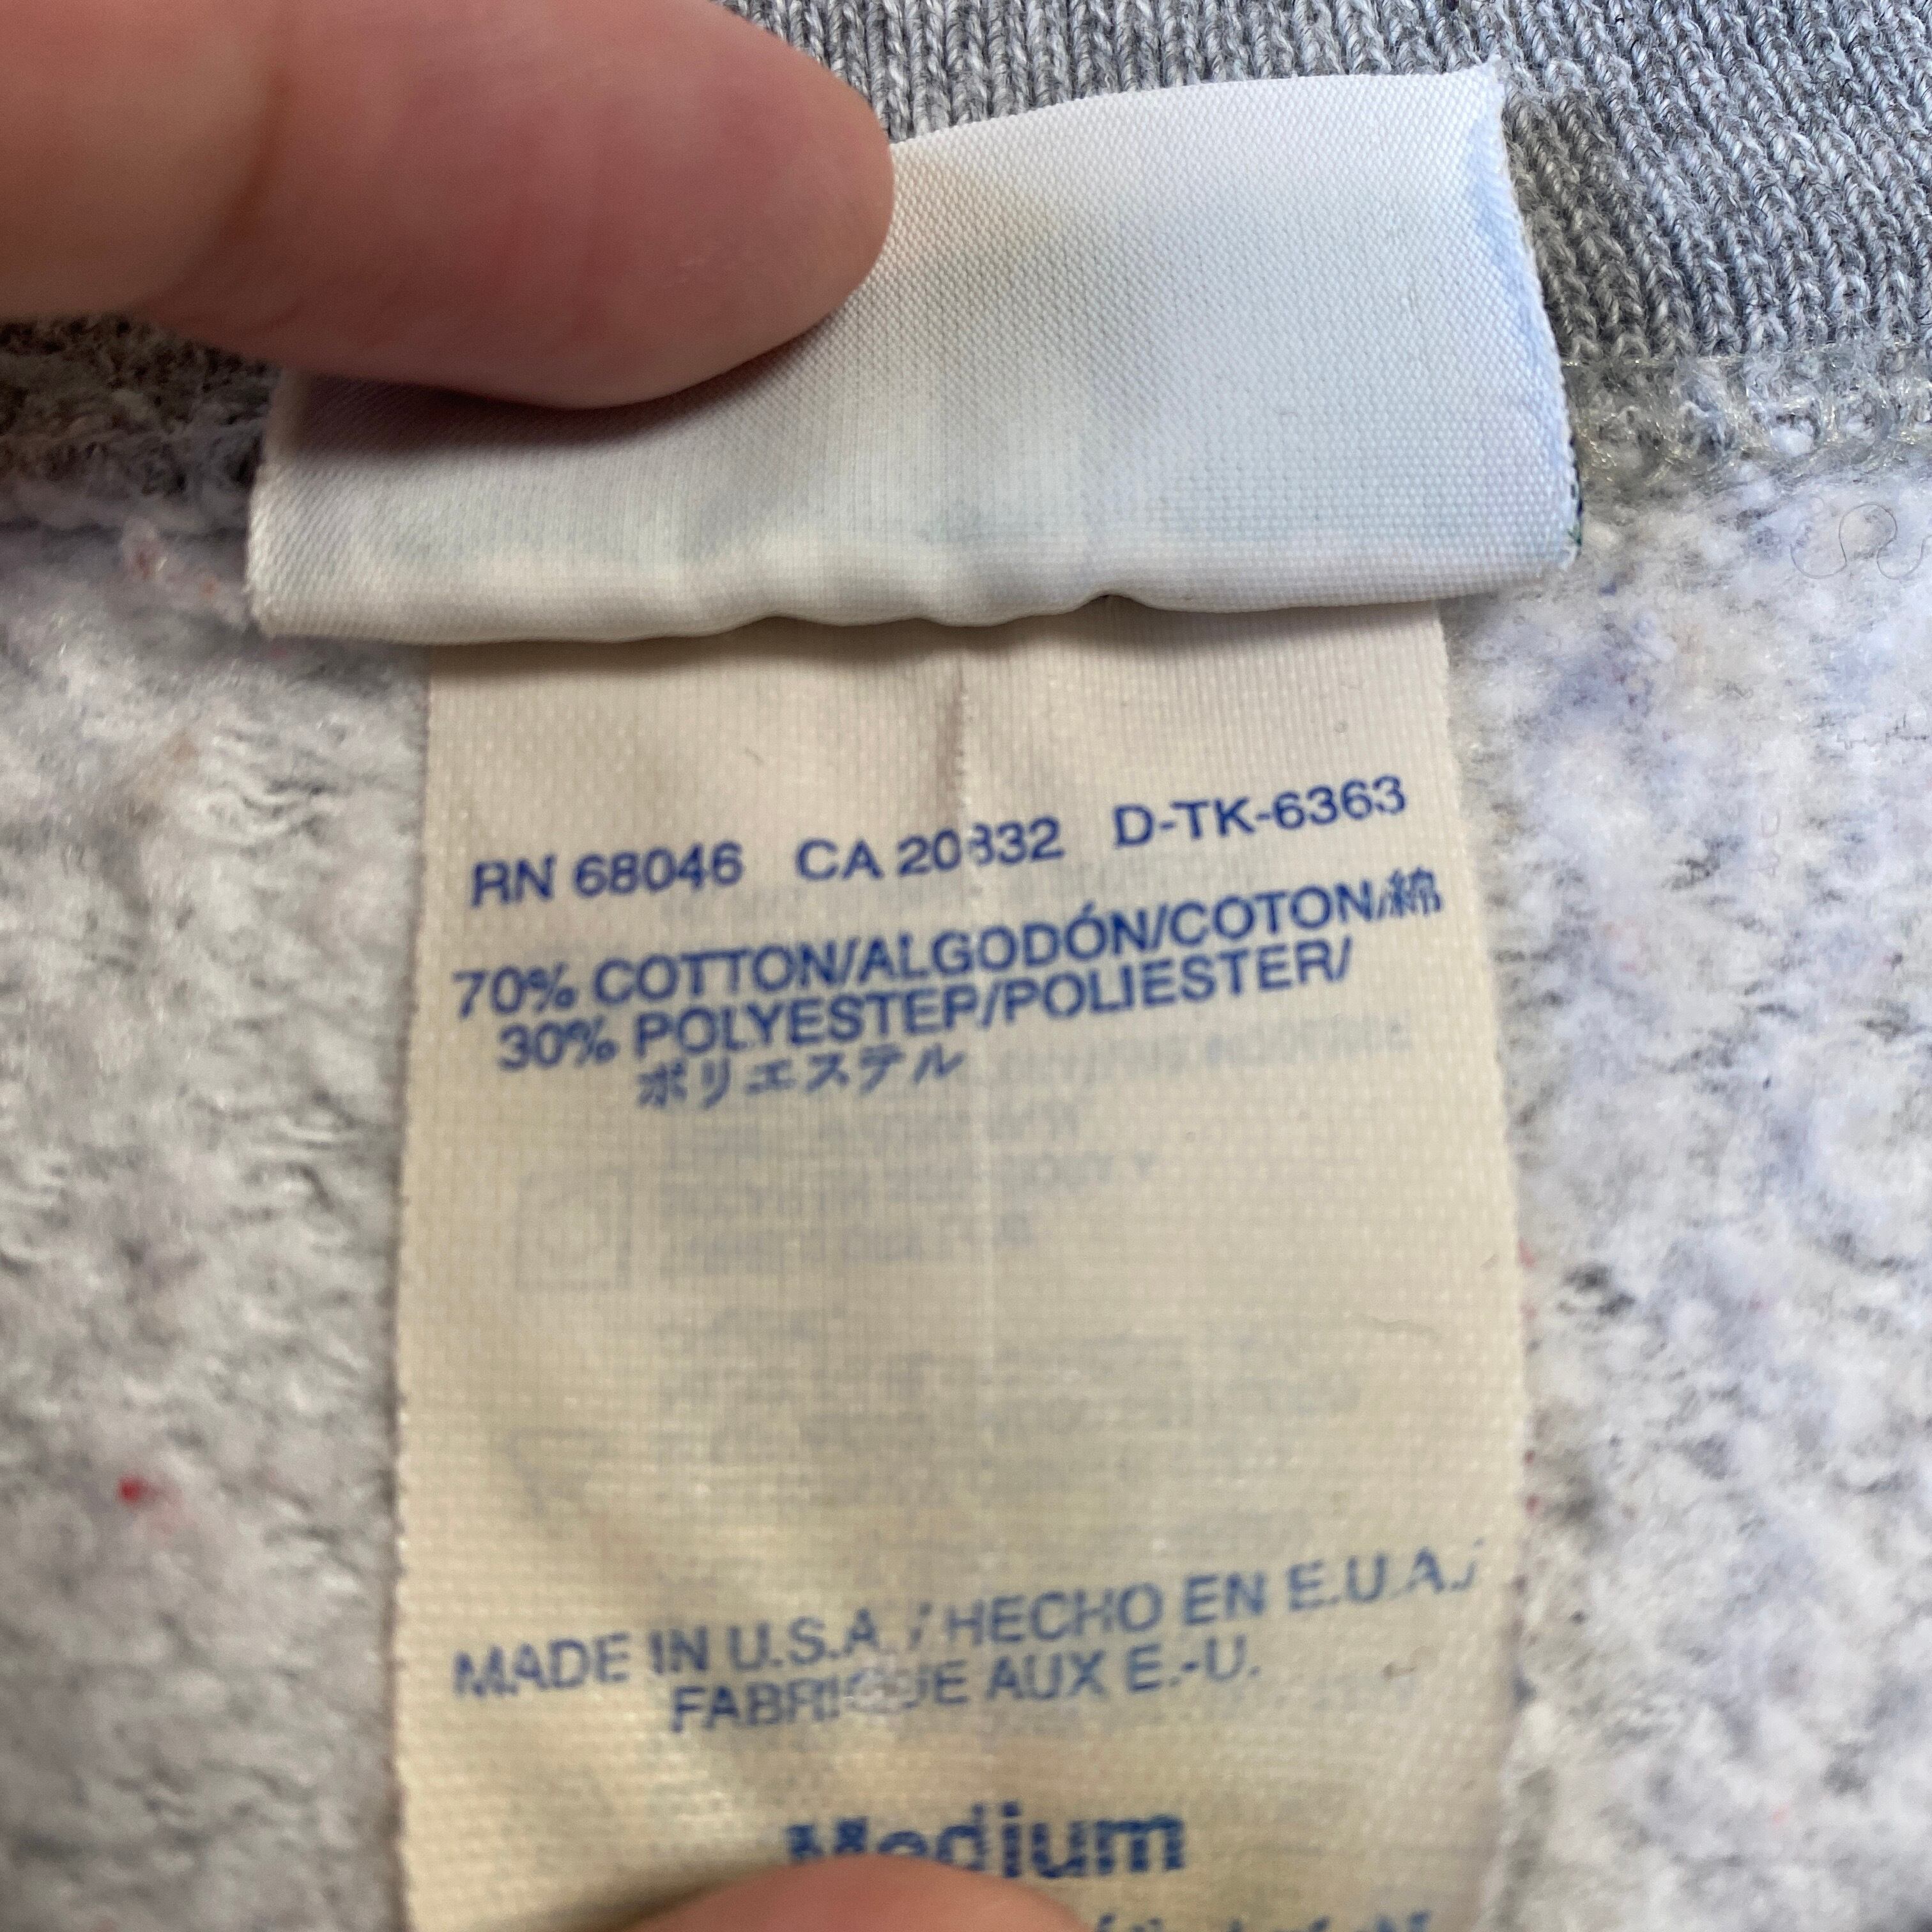 RN 68046 CA 20832 D-TK-6363
70% COTTON/ALGODÓN/COTON/綿
30% POLYESTER/POLIESTER/
ポリエステル
MADE IN U.S.A. / HECHO EN E.U.A./
FABRIQUE AUX E.-U.
Medium